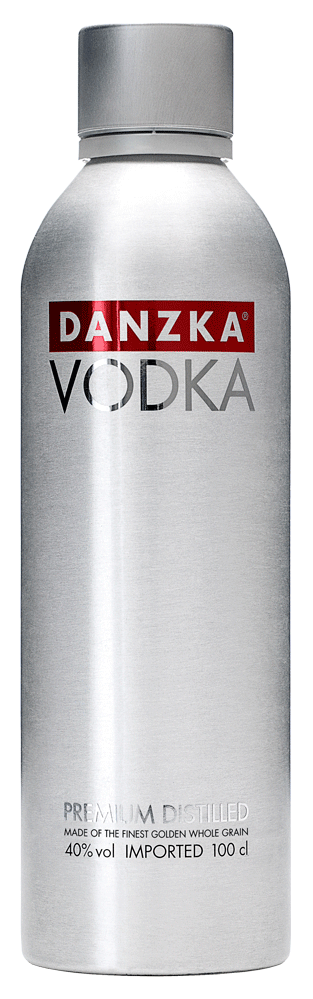 DANZKA®
VODKA
PREMIUM DISTILLED
MADE OF THE FINEST GOLDEN WHOLE GRAIN
40% vol IMPORTED 100 cl